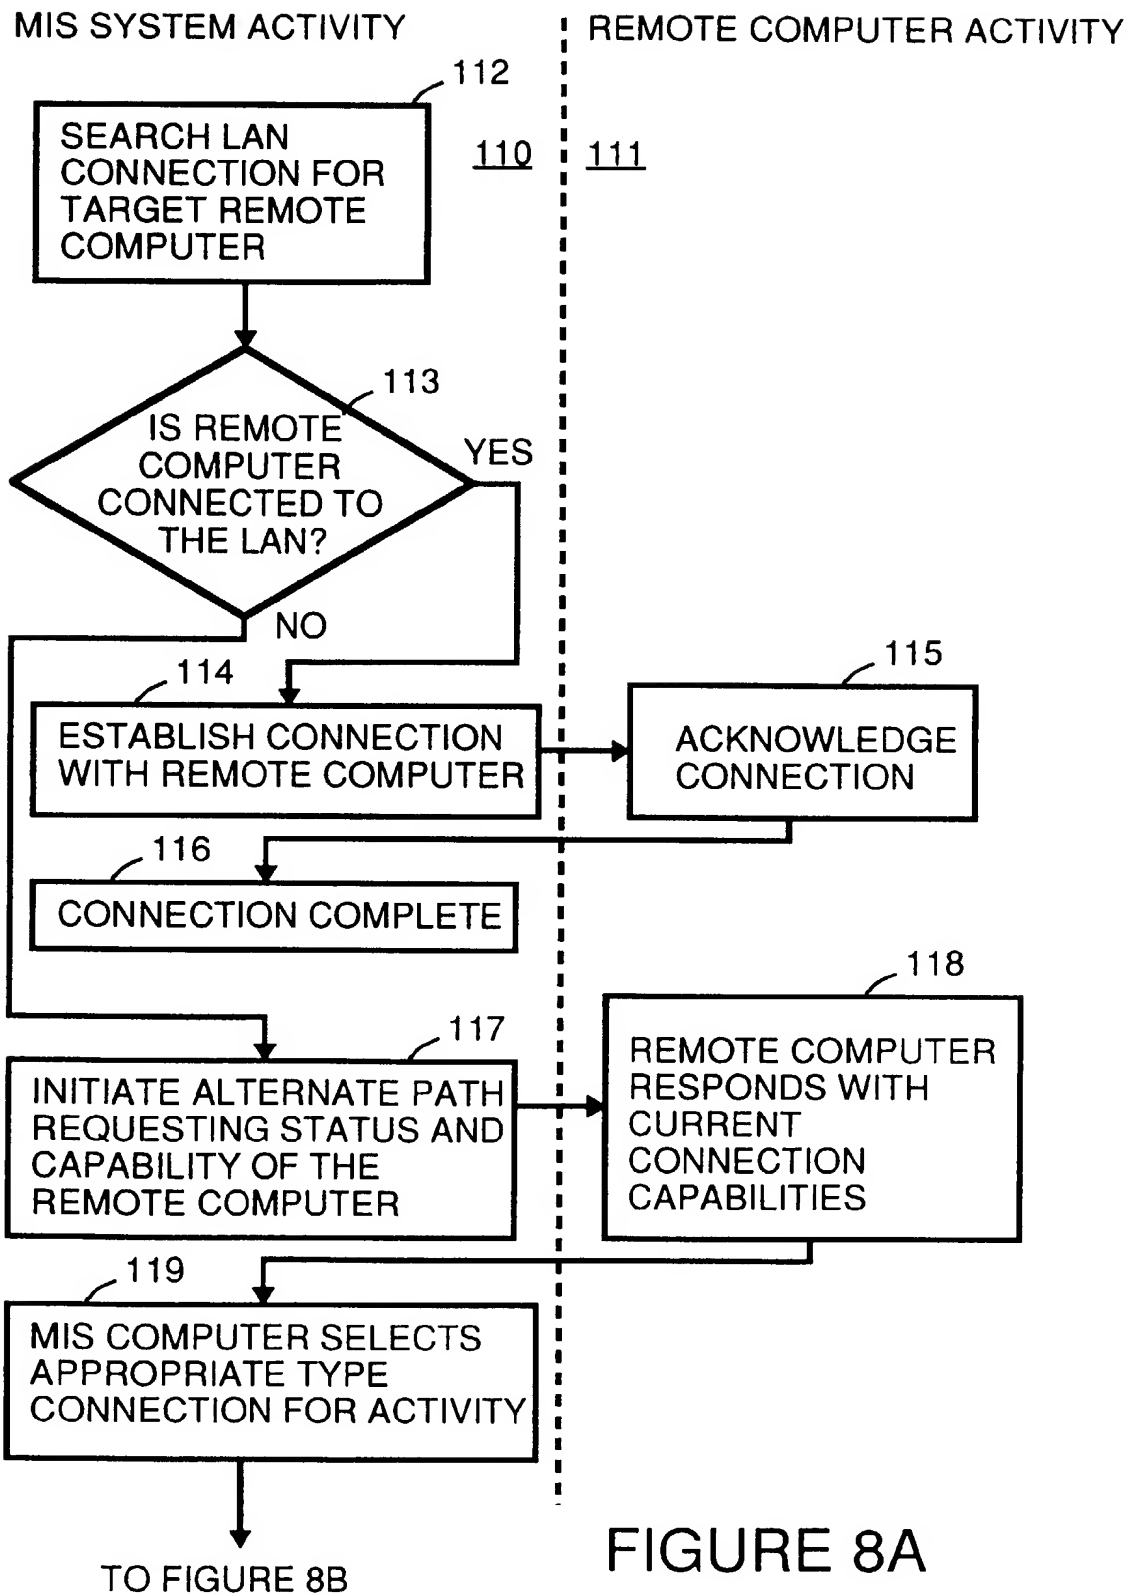 MIS SYSTEM ACTIVITY
REMOTE COMPUTER ACTIVITY
112
SEARCH LAN
CONNECTION FOR
TARGET REMOTE
COMPUTER
110
111
113
IS REMOTE
COMPUTER
CONNECTED TO
THE LAN?
YES
NO
114
ESTABLISH CONNECTION
WITH REMOTE COMPUTER
115
ACKNOWLEDGE
CONNECTION
116
CONNECTION COMPLETE
117
INITIATE ALTERNATE PATH
REQUESTING STATUS AND
CAPABILITY OF THE
REMOTE COMPUTER
118
REMOTE COMPUTER
RESPONDS WITH
CURRENT
CONNECTION
CAPABILITIES
119
MIS COMPUTER SELECTS
APPROPRIATE TYPE
CONNECTION FOR ACTIVITY
TO FIGURE 8B
FIGURE 8A